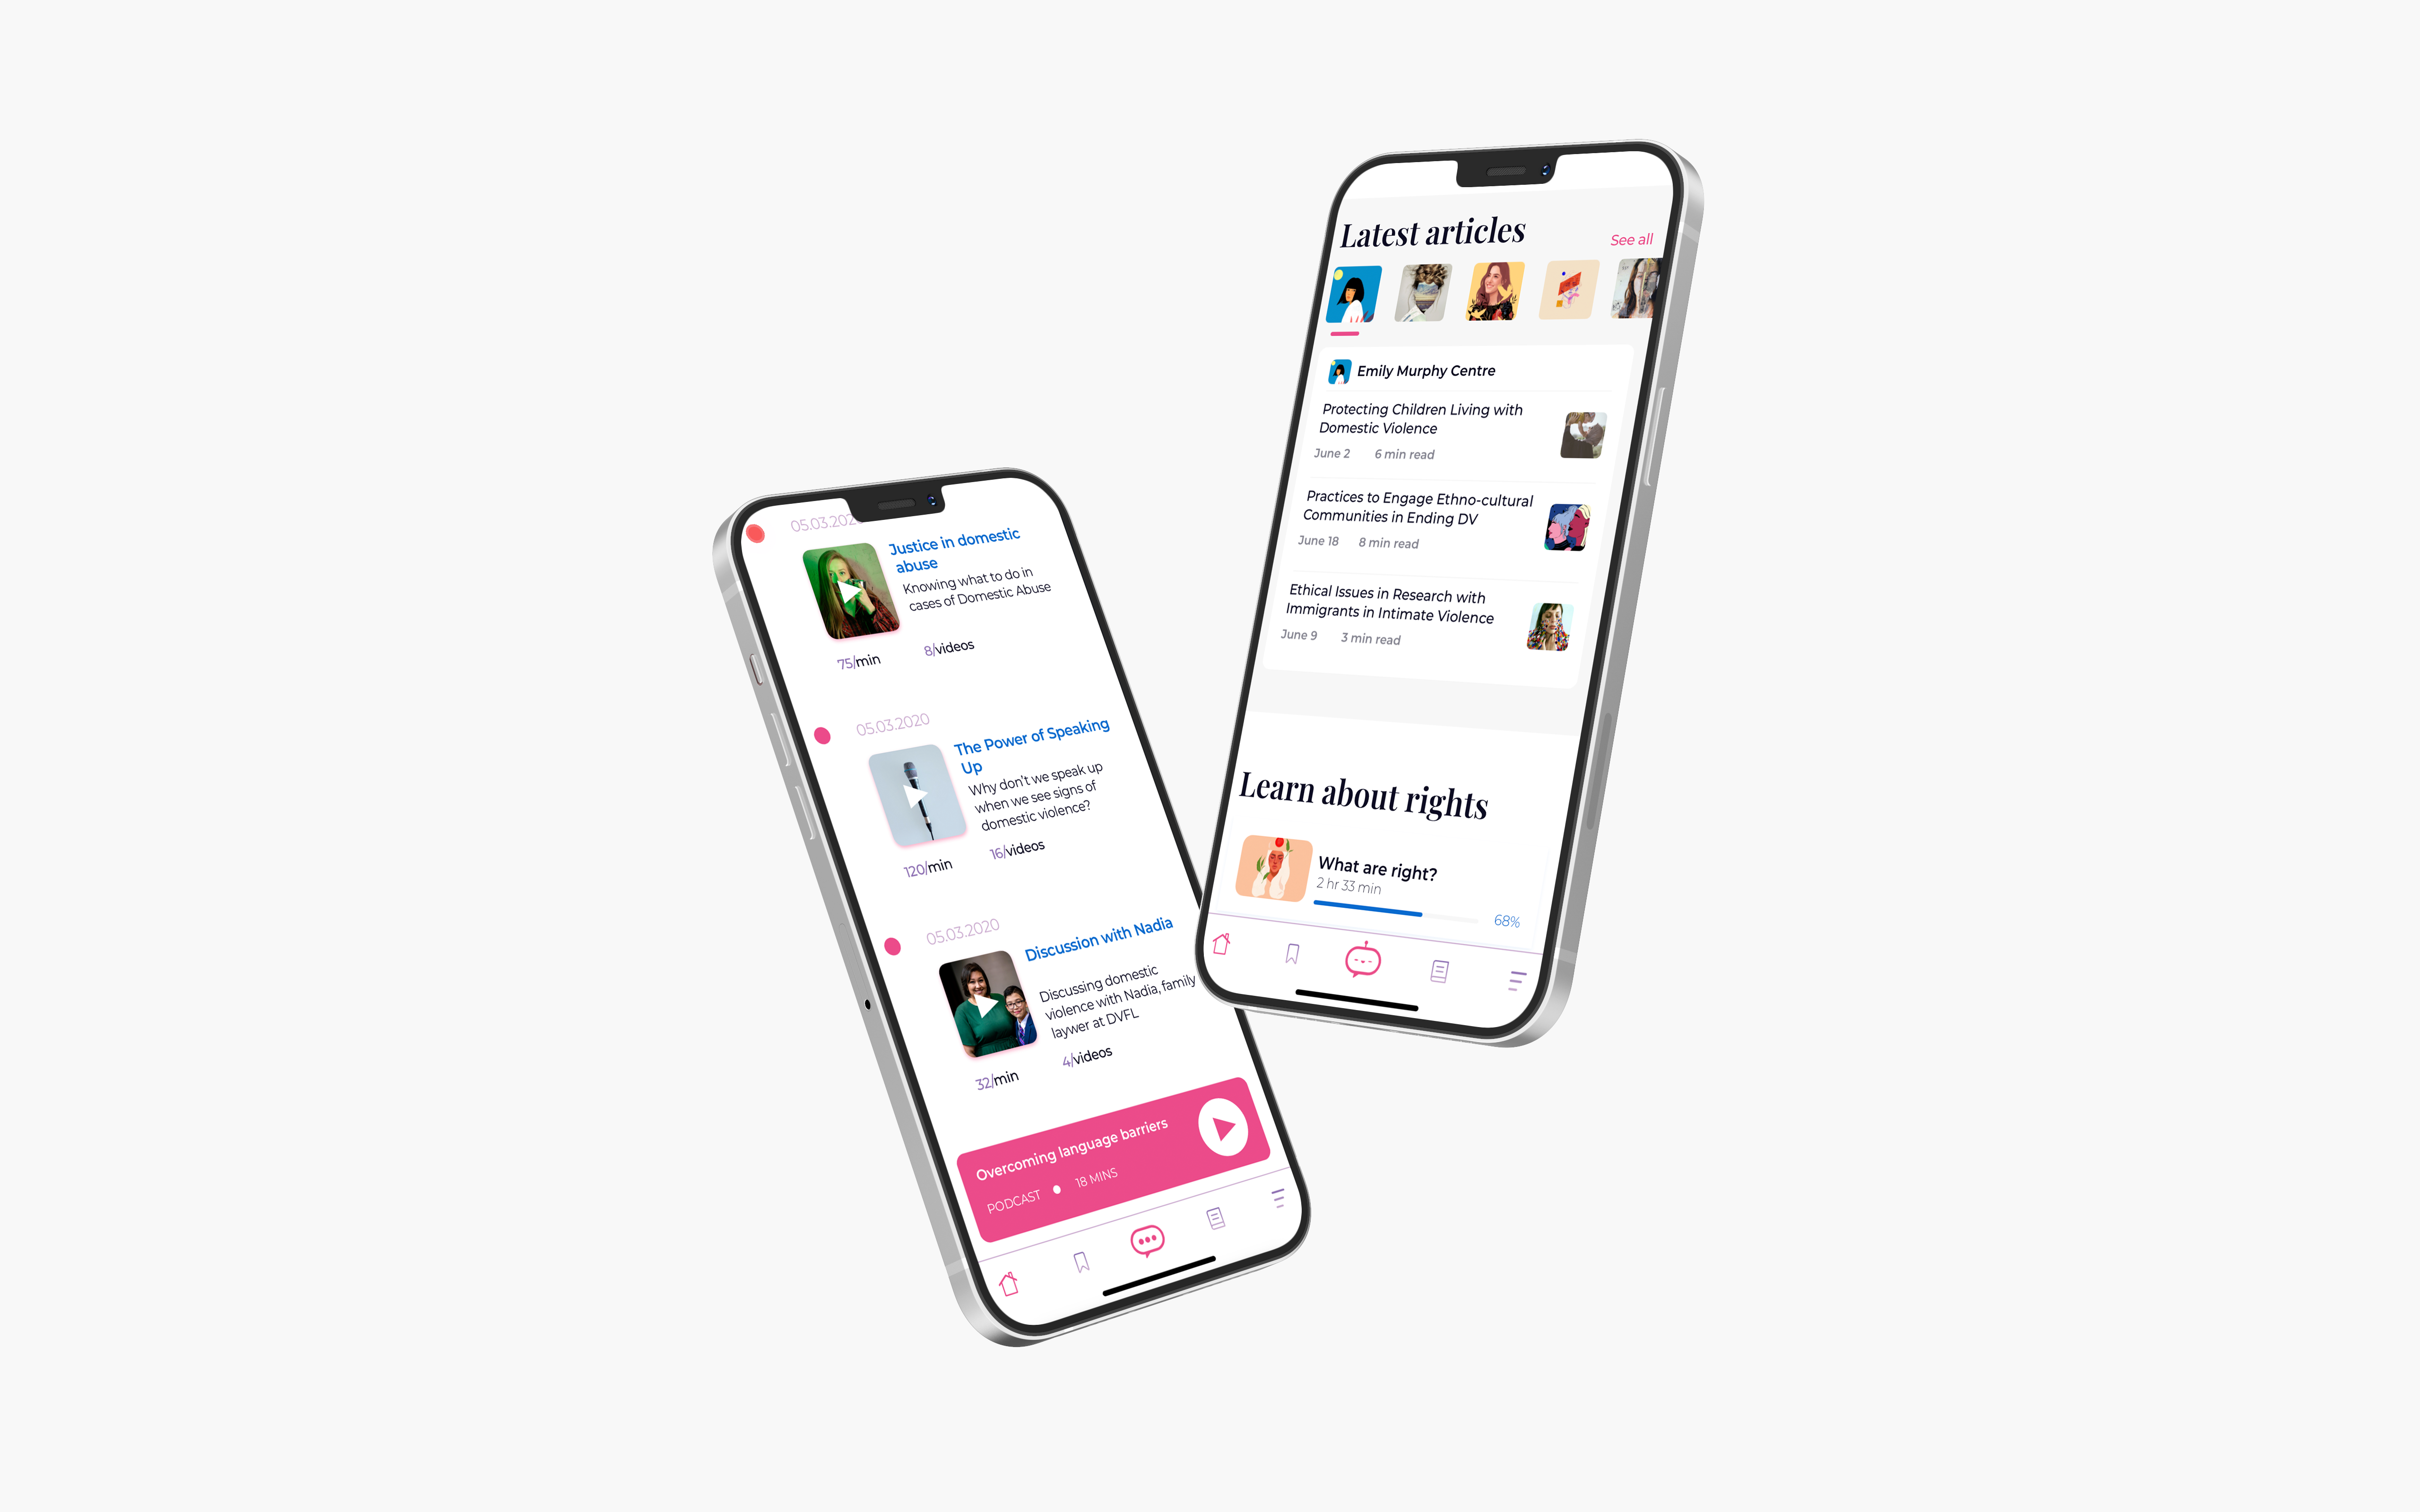 05.03.202
Justice in domestic
abuse
Knowing what to do in
cases of Domestic Abuse
75/min
8/videos
05.03.2020
The Power of Speaking
Up
Why don't we speak up
when we see signs of
domestic violence?
120/min
16/videos
05.03.2020
Discussion with Nadia
Discussing domestic
violence with Nadia, family
laywer at DVFL
32/min
4/videos
Overcoming language barriers
PODCAST
18 MINS
Latest articles
See all
Emily Murphy Centre
Protecting Children Living with
Domestic Violence
June 2
6 min read
Practices to Engage Ethno-cultural
Communities in Ending DV
June 18
8 min read
Ethical Issues in Research with
Immigrants in Intimate Violence
June 9
3 min read
Learn about rights
What are right?
2 hr 33 min
68%